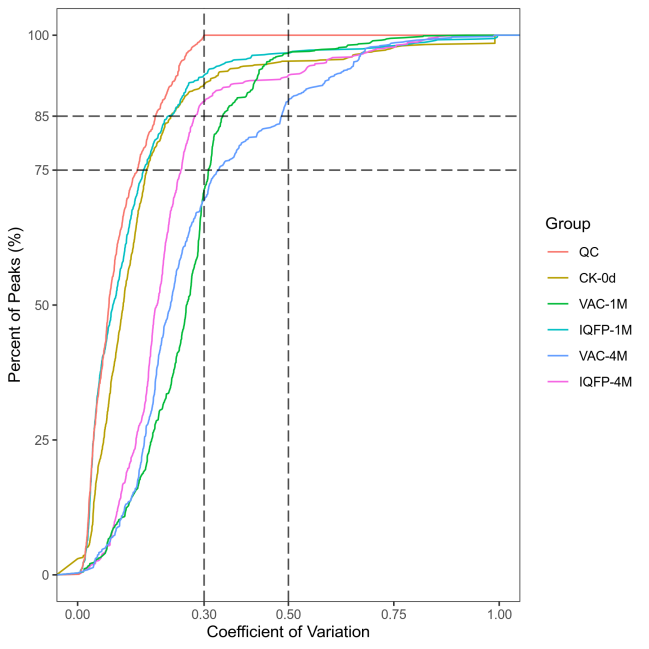 100
85
75
50
25
0
Percent of Peaks (%)
0.00
0.30
0.50
0.75
1.00
Coefficient of Variation
Group
QC
CK-0d
VAC-1M
IQFP-1M
VAC-4M
IQFP-4M